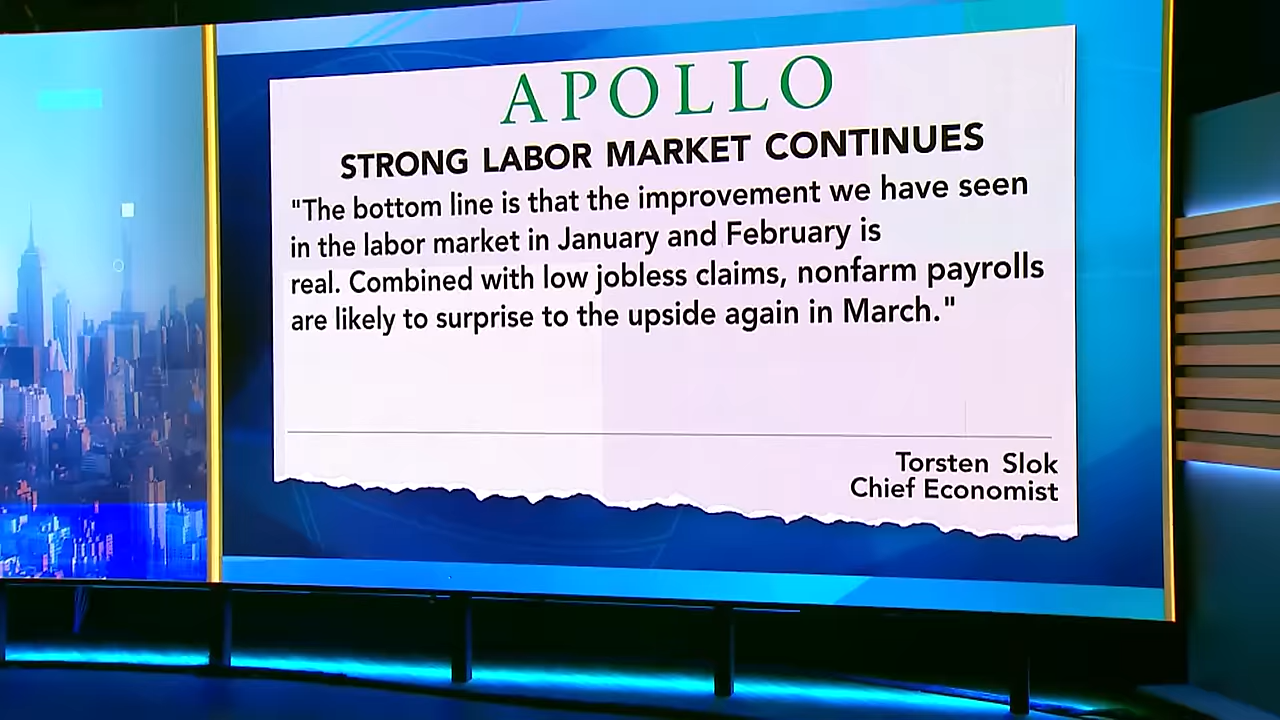 APOLLO
STRONG LABOR MARKET CONTINUES
"The bottom line is that the improvement we have seen
in the labor market in January and February is
real. Combined with low jobless claims, nonfarm payrolls
are likely to surprise to the upside again in March."
Torsten Slok
Chief Economist